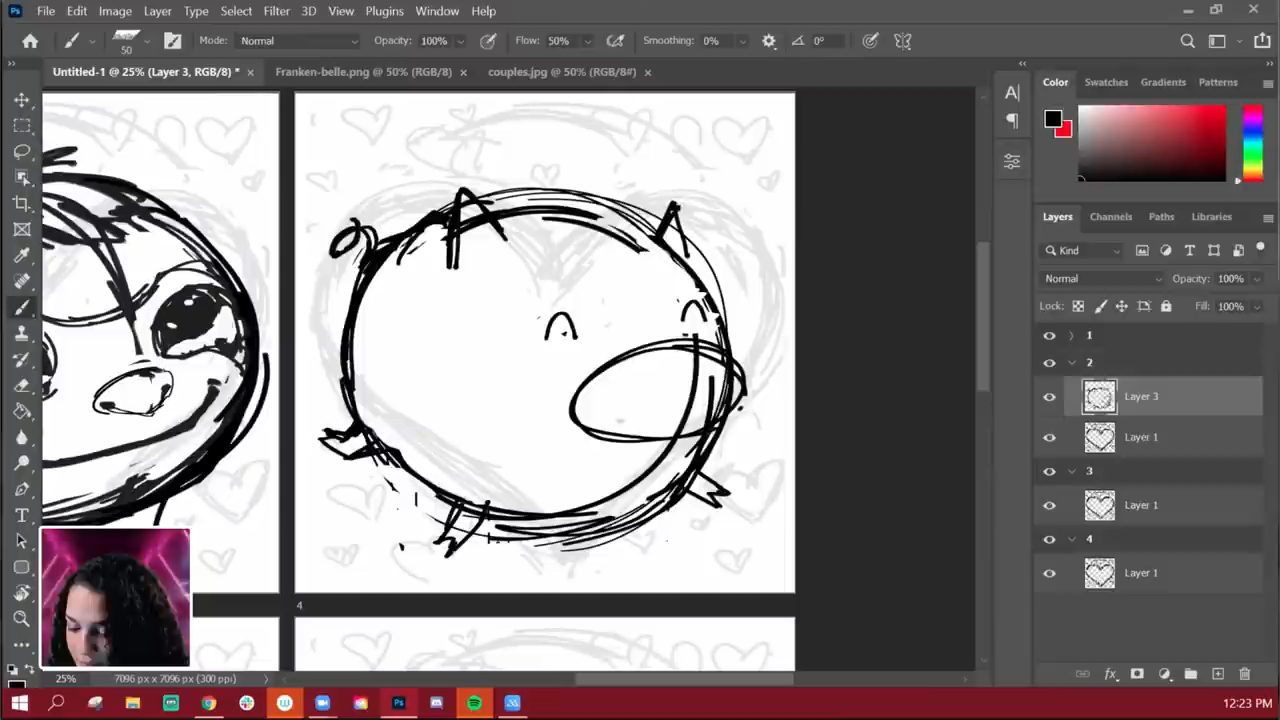 Ps File Edit Image Layer Type Select Filter 3D View Plugins Window Help
50 Mode: Normal Opacity: 100% Flow: 50% Smoothing: 0% 0°
Untitled-1 @ 25% (Layer 3, RGB/8) * × Franken-belle.png @ 50% (RGB/8) × couples.jpg @ 50% (RGB/8#) ×
Color Swatches Gradients Patterns
Layers Channels Paths Libraries
Kind
Normal Opacity: 100%
Lock: Fill: 100%
1
2
Layer 3
Layer 1
3
Layer 1
4
Layer 1
4
25% 7096 px x 7096 px (300 ppi)
12:23 PM